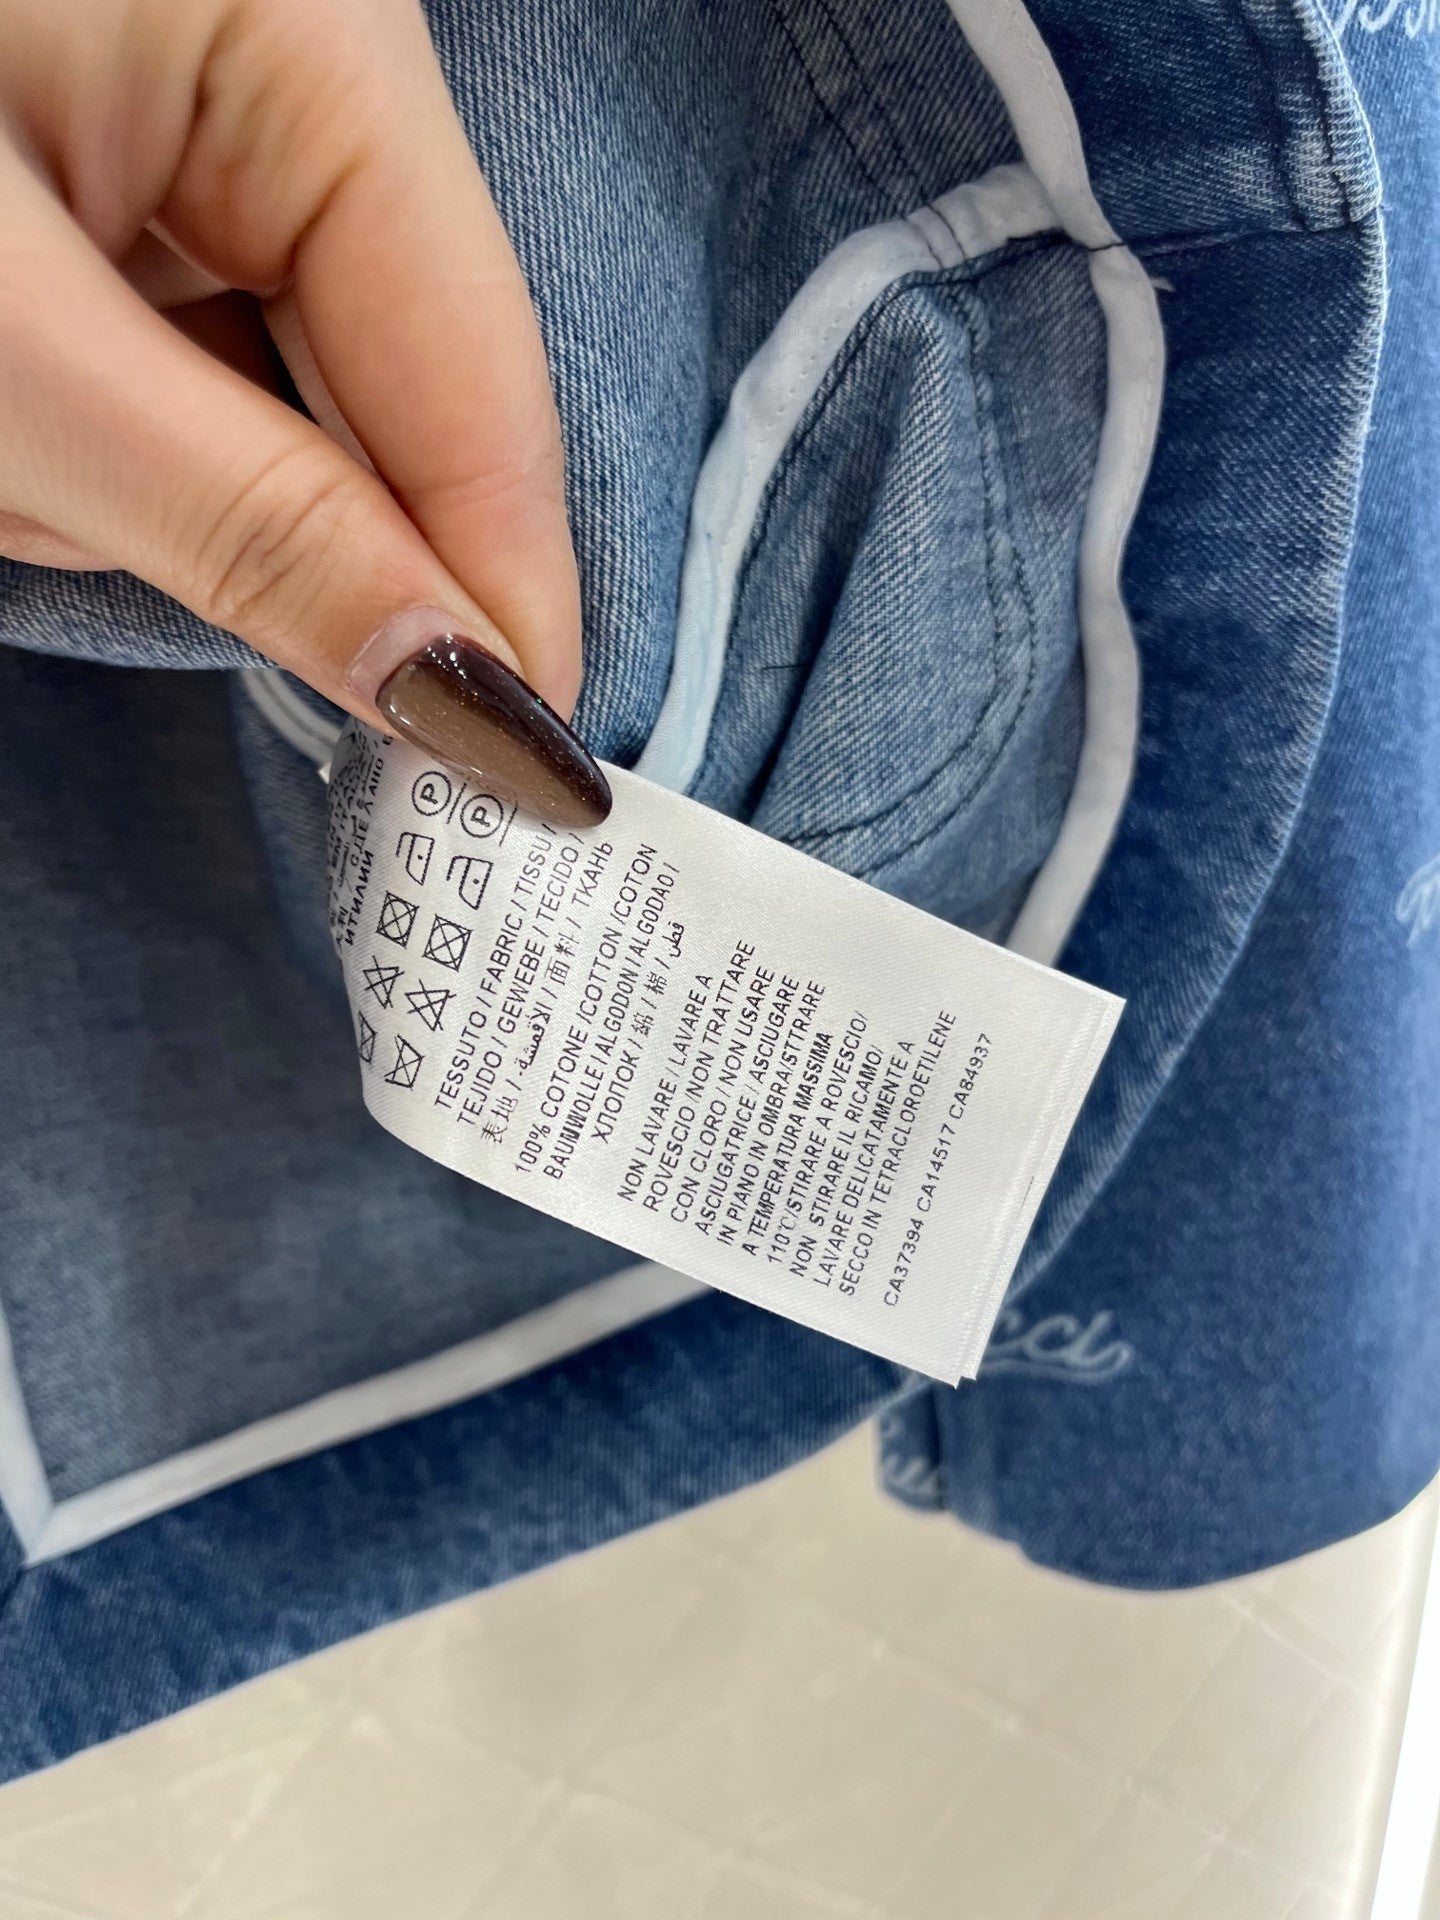 TESSUTO / FABRIC / TISSU /
TEJIDO / GEWEBE / TECIDO /
表地 / الاقمشة / 面料 / ТКАНЬ
100% COTONE /COTTON /COTON
BAUMWOLLE / ALGODON / ALGODAO /
ХЛОПОК / 綿 / 棉 / قطن
NON LAVARE / LAVARE A
ROVESCIO /NON TRATTARE
CON CLORO / NON USARE
ASCIUGATRICE / ASCIUGARE
IN PIANO IN OMBRA/STTRARE
A TEMPERATURA MASSIMA
110°C/STIRARE A ROVESCIO/
NON STIRARE IL RICAMO/
LAVARE DELICATAMENTE A
SECCO IN TETRACLOROETILENE
CA37394 CA14517 CA84937
P
P